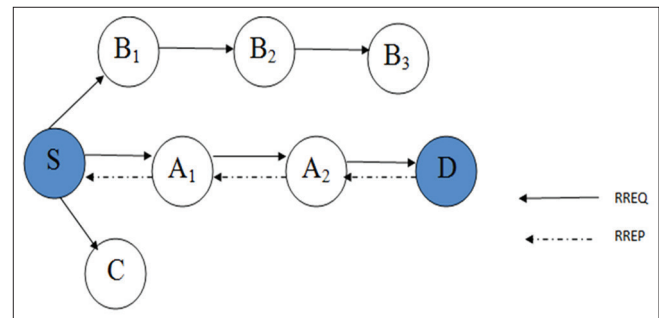 B₁ B₂ B₃
S A₁ A₂ D
RREQ
RREP
C